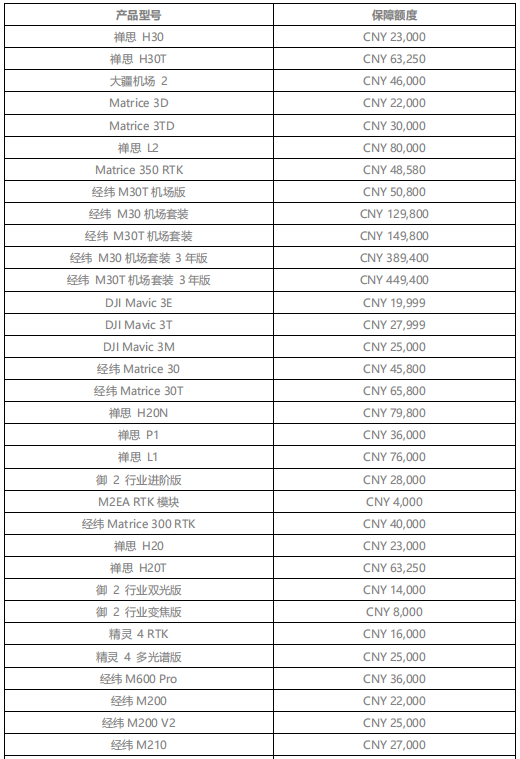 产品型号 保障额度
禅思 H30 CNY 23,000
禅思 H30T CNY 63,250
大疆机场 2 CNY 46,000
Matrice 3D CNY 22,000
Matrice 3TD CNY 30,000
禅思 L2 CNY 80,000
Matrice 350 RTK CNY 48,580
经纬 M30T 机场版 CNY 50,800
经纬 M30 机场套装 CNY 129,800
经纬 M30T 机场套装 CNY 149,800
经纬 M30 机场套装 3 年版 CNY 389,400
经纬 M30T 机场套装 3 年版 CNY 449,400
DJI Mavic 3E CNY 19,999
DJI Mavic 3T CNY 27,999
DJI Mavic 3M CNY 25,000
经纬 Matrice 30 CNY 45,800
经纬 Matrice 30T CNY 65,800
禅思 H20N CNY 79,800
禅思 P1 CNY 36,000
禅思 L1 CNY 76,000
御 2 行业进阶版 CNY 28,000
M2EA RTK 模块 CNY 4,000
经纬 Matrice 300 RTK CNY 40,000
禅思 H20 CNY 23,000
禅思 H20T CNY 63,250
御 2 行业双光版 CNY 14,000
御 2 行业变焦版 CNY 8,000
精灵 4 RTK CNY 16,000
精灵 4 多光谱版 CNY 25,000
经纬 M600 Pro CNY 36,000
经纬 M200 CNY 22,000
经纬 M200 V2 CNY 25,000
经纬 M210 CNY 27,000